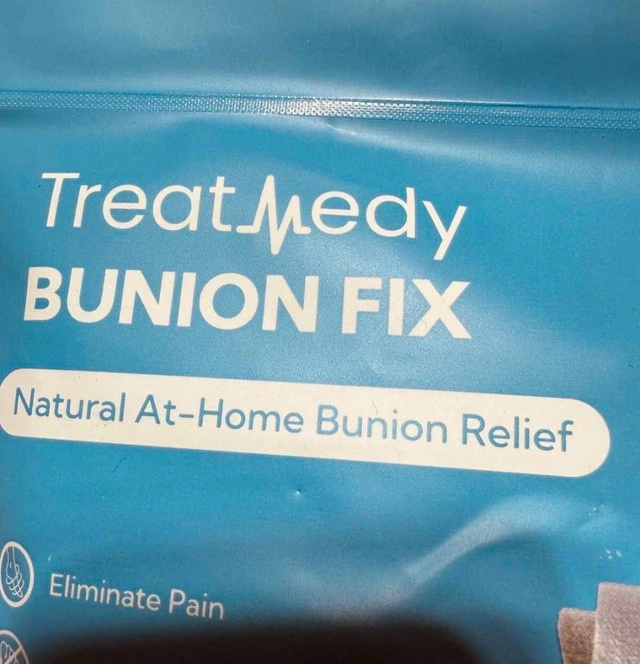 TreatMedy
BUNION FIX
Natural At-Home Bunion Relief
Eliminate Pain